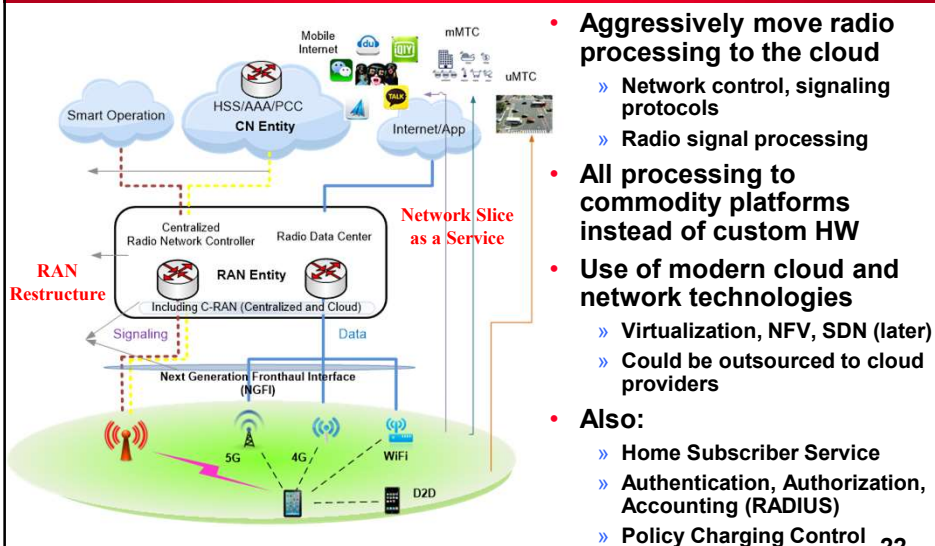 Mobile
Internet
du
iQIY
TALK
mMTC
uMTC
Smart Operation
HSS/AAA/PCC
CN Entity
Internet/App
Centralized
Radio Network Controller
Radio Data Center
RAN Entity
Including C-RAN (Centralized and Cloud)
Network Slice
as a Service
RAN
Restructure
Signaling
Data
Next Generation Fronthaul Interface
(NGFI)
5G
4G
WiFi
D2D
• Aggressively move radio
processing to the cloud
» Network control, signaling
protocols
» Radio signal processing
• All processing to
commodity platforms
instead of custom HW
• Use of modern cloud and
network technologies
» Virtualization, NFV, SDN (later)
» Could be outsourced to cloud
providers
• Also:
» Home Subscriber Service
» Authentication, Authorization,
Accounting (RADIUS)
» Policy Charging Control